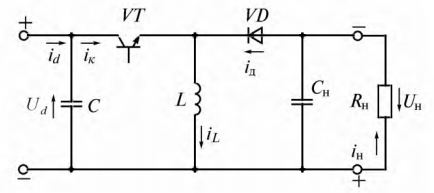 + VT VD −
i_d i_к i_д
U_d C L i_L C_н R_н U_н
i_н
− +